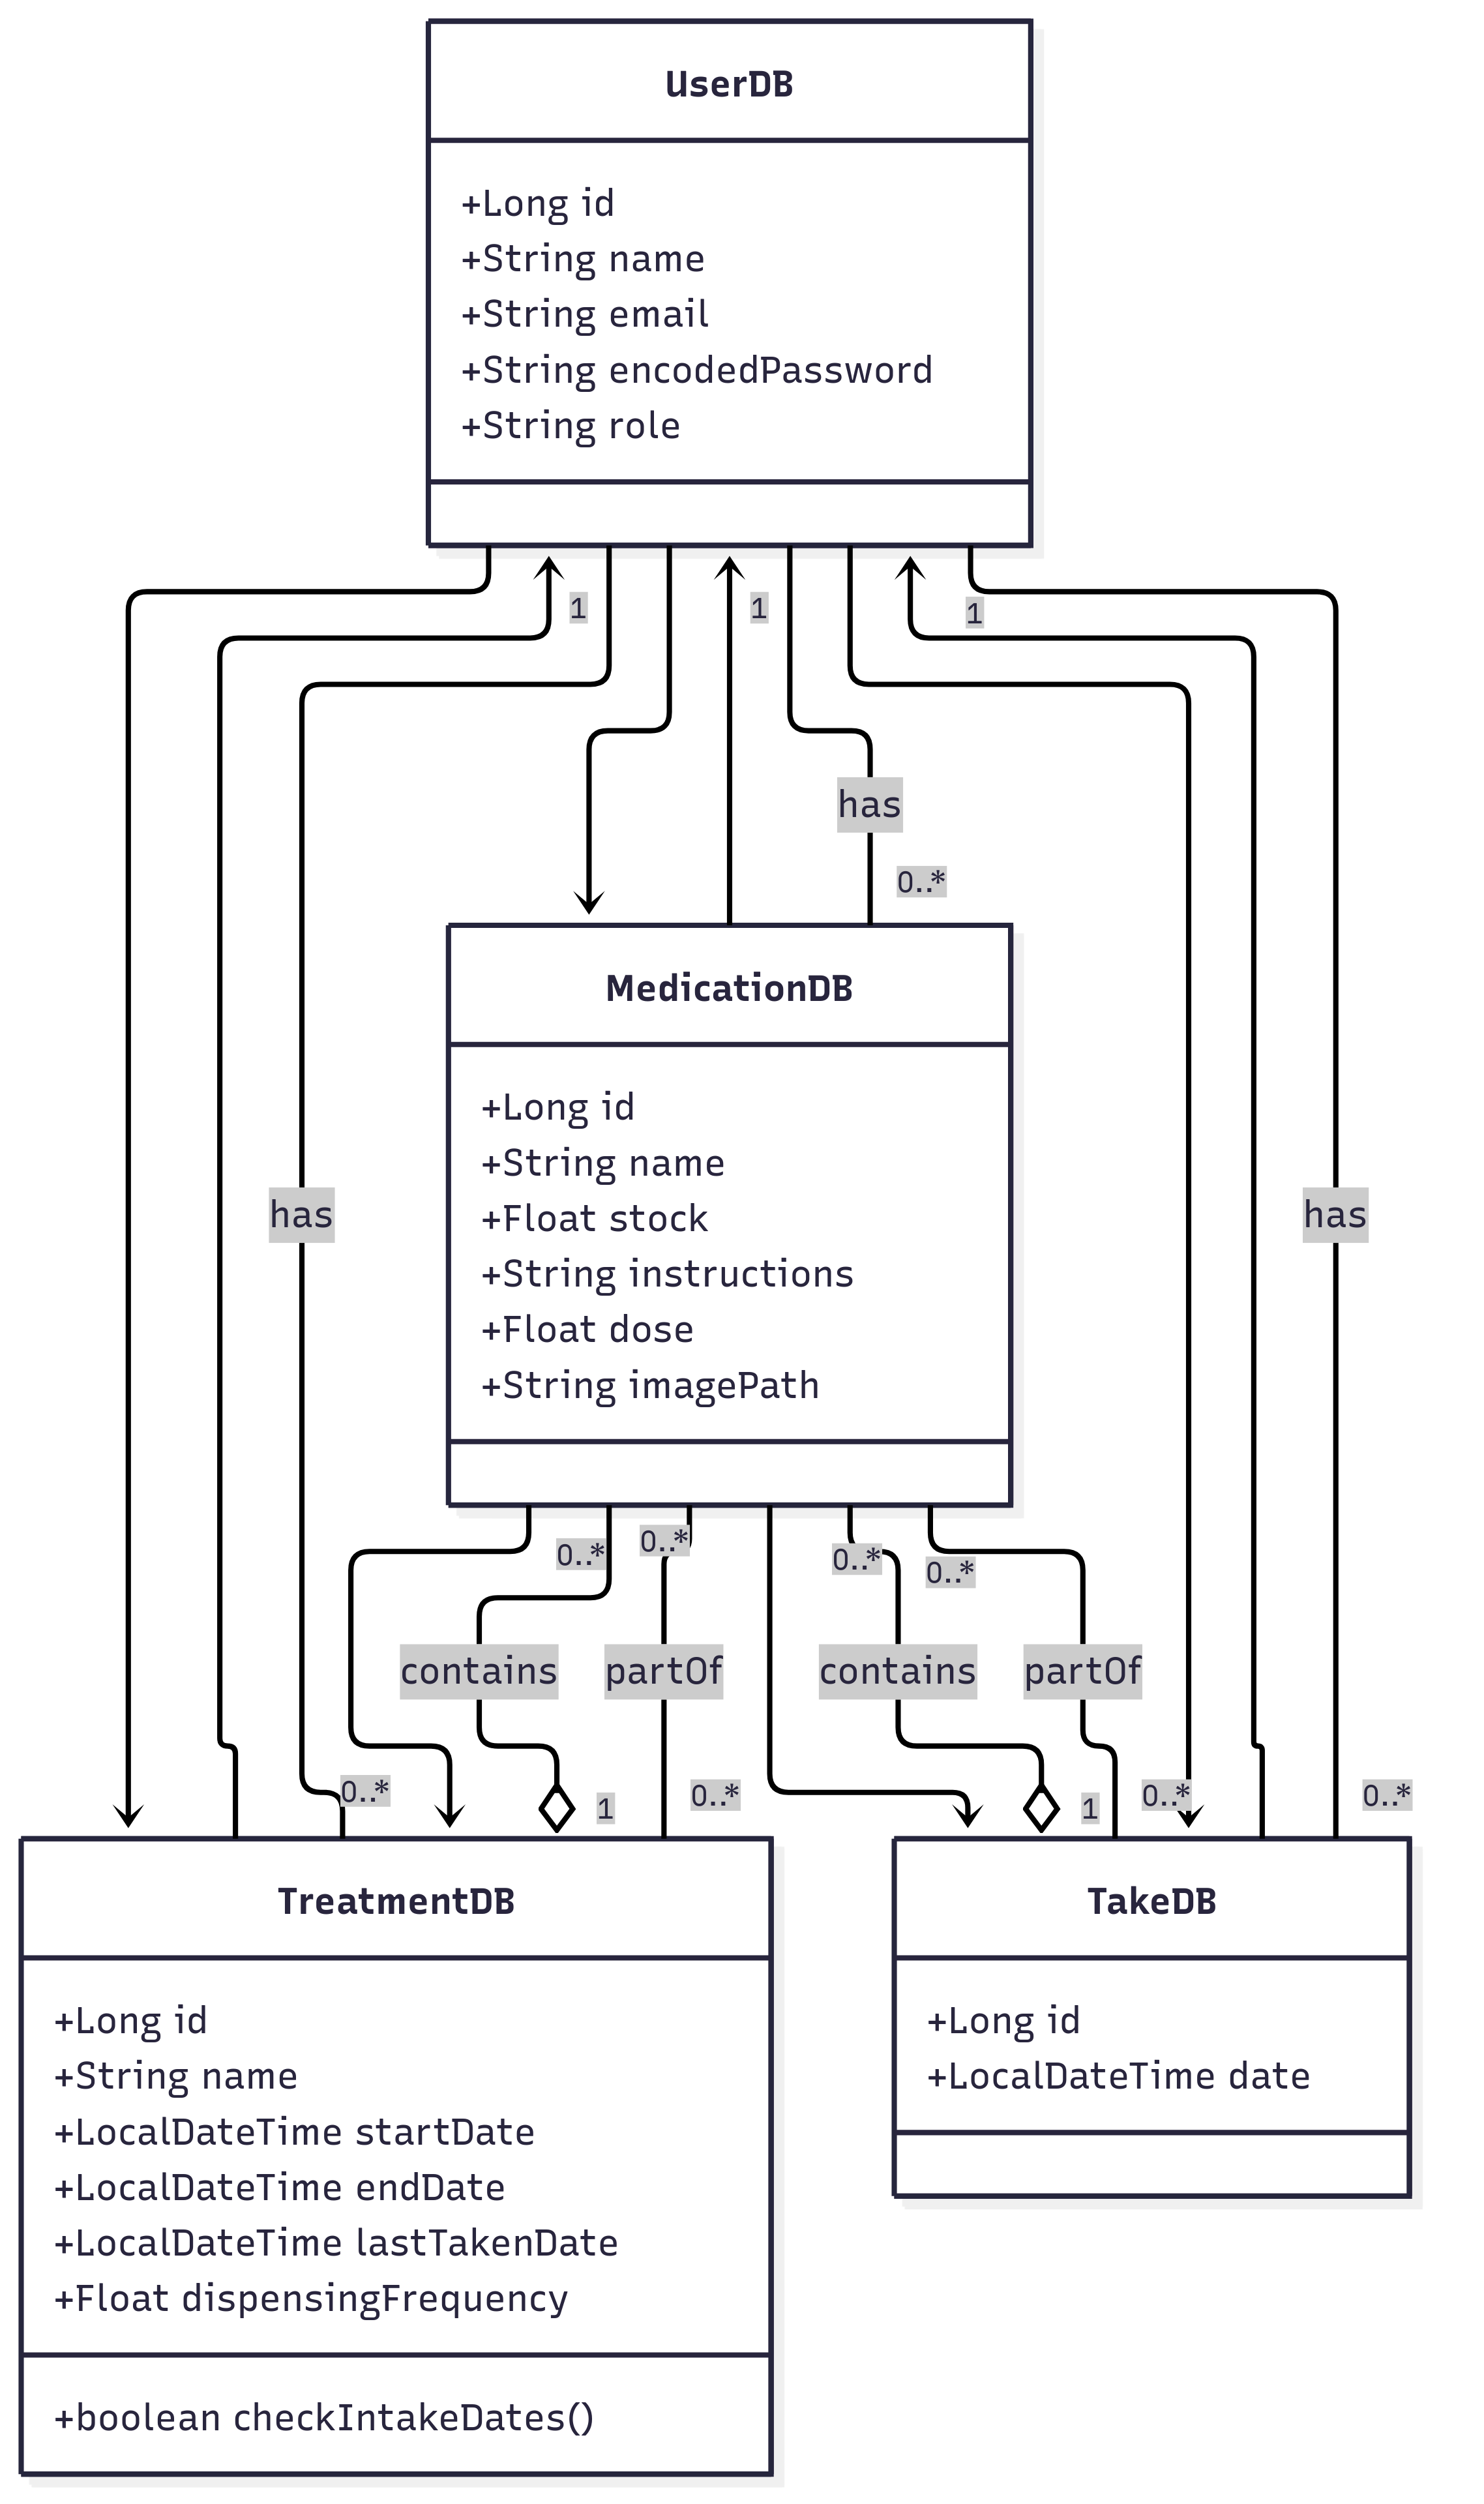 UserDB
+Long id
+String name
+String email
+String encodedPassword
+String role
1
1
1
has
0..*
MedicationDB
+Long id
+String name
+Float stock
+String instructions
+Float dose
+String imagePath
has
has
0..*
0..*
0..*
0..*
contains
partOf
contains
partOf
0..*
1
0..*
1
0..*
0..*
TreatmentDB
+Long id
+String name
+LocalDateTime startDate
+LocalDateTime endDate
+LocalDateTime lastTakenDate
+Float dispensingFrequency
+boolean checkIntakeDates()
TakeDB
+Long id
+LocalDateTime date